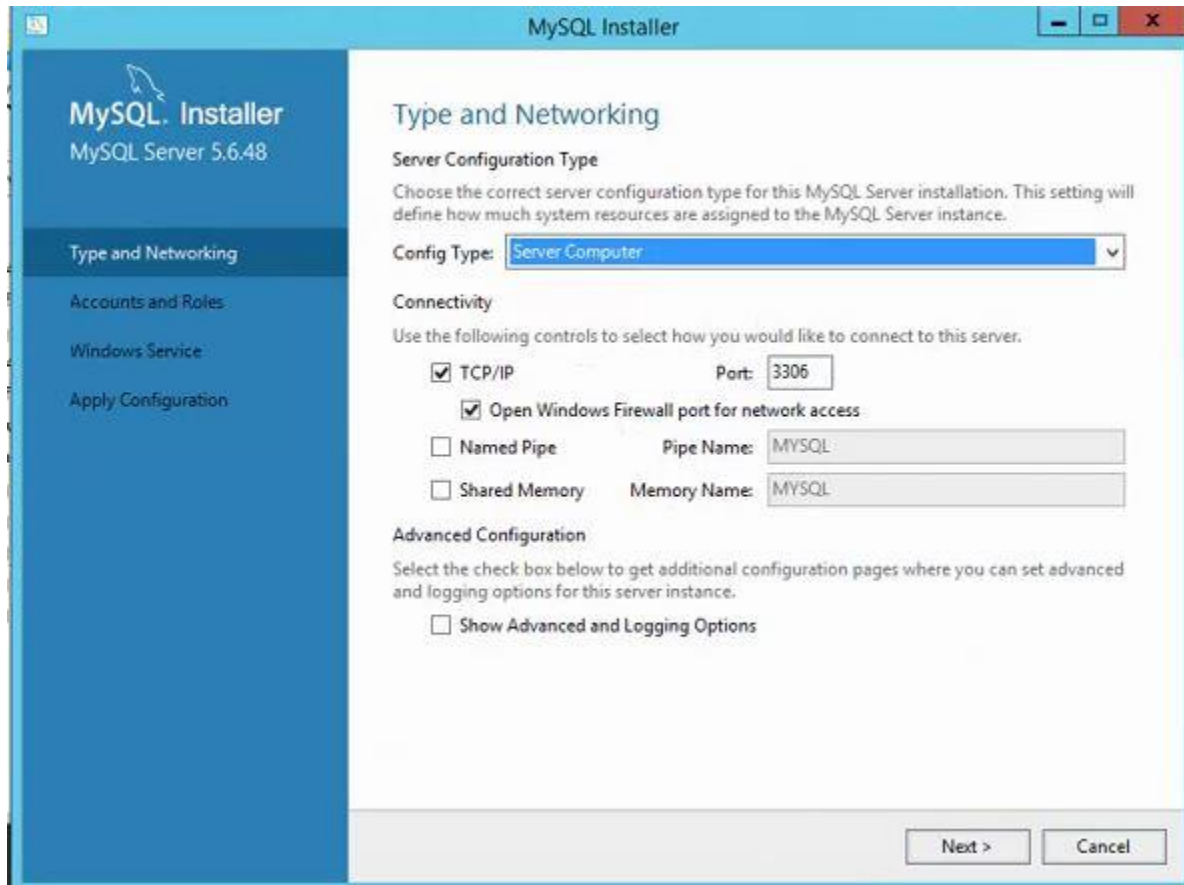 MySQL Installer
MySQL. Installer
MySQL Server 5.6.48
Type and Networking
Accounts and Roles
Windows Service
Apply Configuration
Type and Networking
Server Configuration Type
Choose the correct server configuration type for this MySQL Server installation. This setting will
define how much system resources are assigned to the MySQL Server instance.
Config Type: Server Computer
Connectivity
Use the following controls to select how you would like to connect to this server.
TCP/IP Port: 3306
Open Windows Firewall port for network access
Named Pipe Pipe Name: MYSQL
Shared Memory Memory Name: MYSQL
Advanced Configuration
Select the check box below to get additional configuration pages where you can set advanced
and logging options for this server instance.
Show Advanced and Logging Options
Next > Cancel